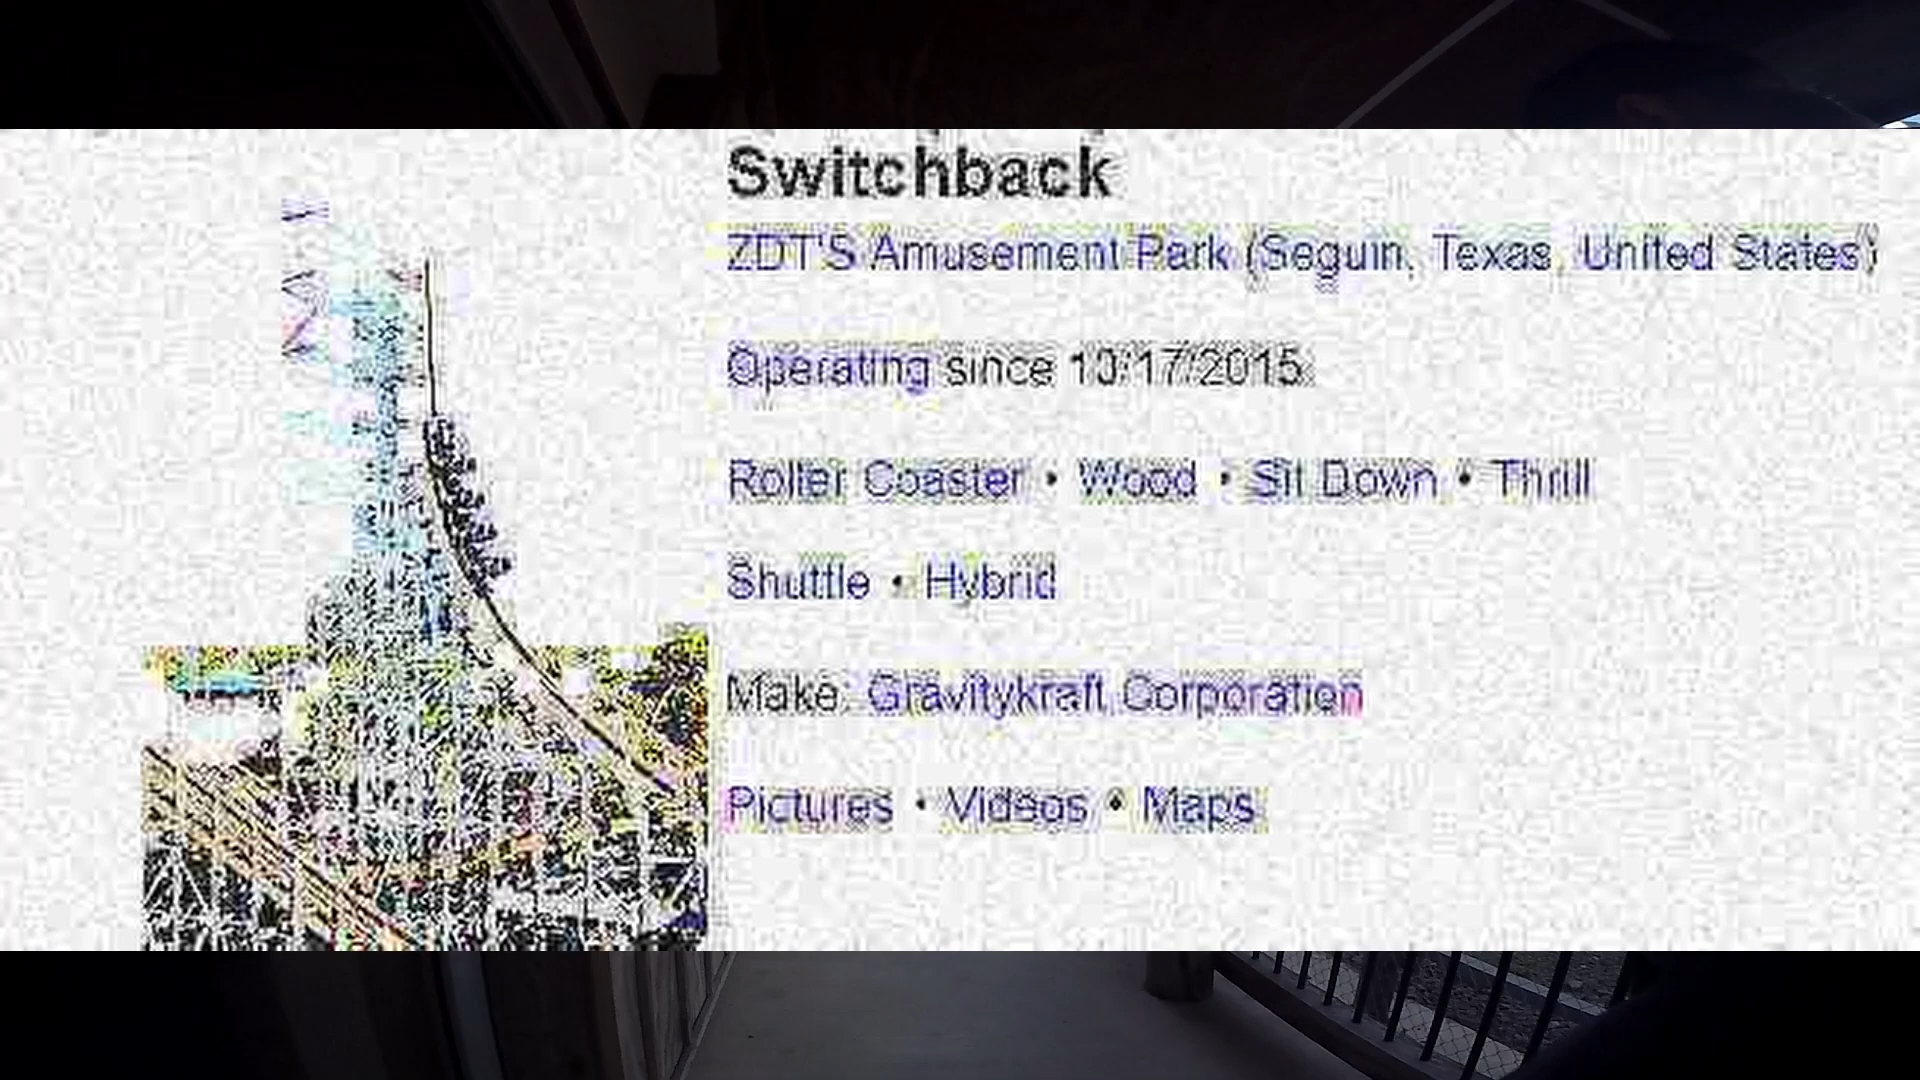 Switchback
ZDT'S Amusement Park (Seguin, Texas, United States)
Operating since 10/17/2015
Roller Coaster • Wood • Sit Down • Thrill
Shuttle • Hybrid
Make: Gravitykraft Corporation
Pictures • Videos • Maps